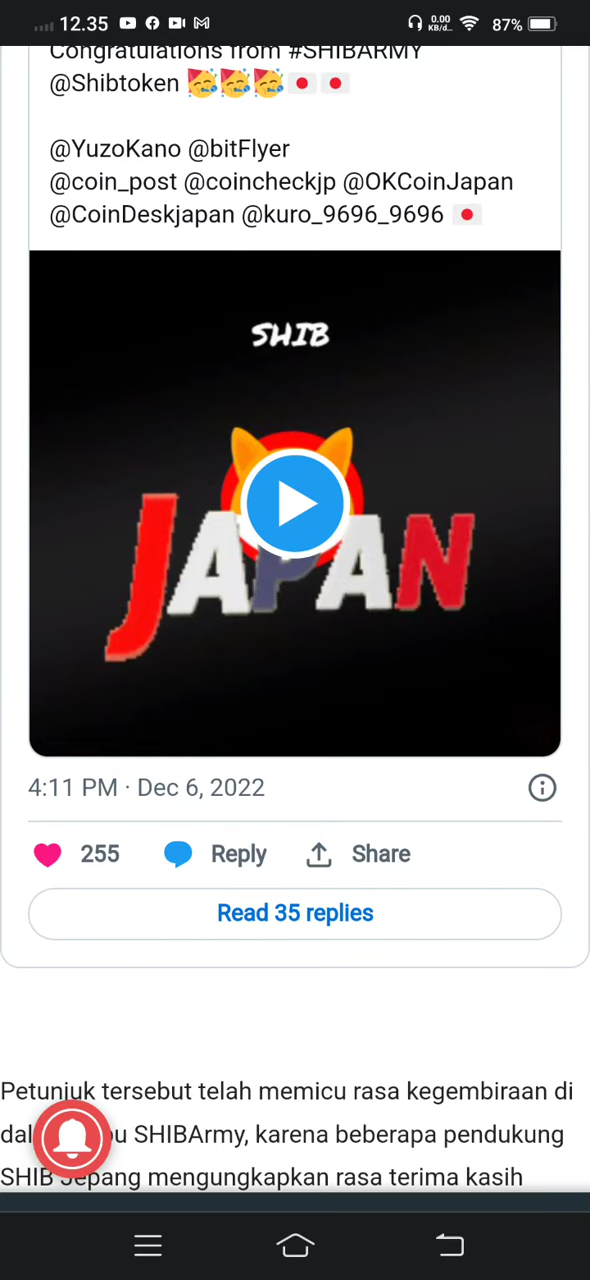 12.35
0.00
KB/d...
87%
Congratulations from #SHIBARMY
@Shibtoken 🥳🥳🥳🇯🇵🇯🇵
@YuzoKano @bitFlyer
@coin_post @coincheckjp @OKCoinJapan
@CoinDeskjapan @kuro_9696_9696 🇯🇵
SHIB
JAPAN
4:11 PM · Dec 6, 2022
255
Reply
Share
Read 35 replies
Petunjuk tersebut telah memicu rasa kegembiraan di
SHIBArmy, karena beberapa pendukung
SHIB Jepang mengungkapkan rasa terima kasih